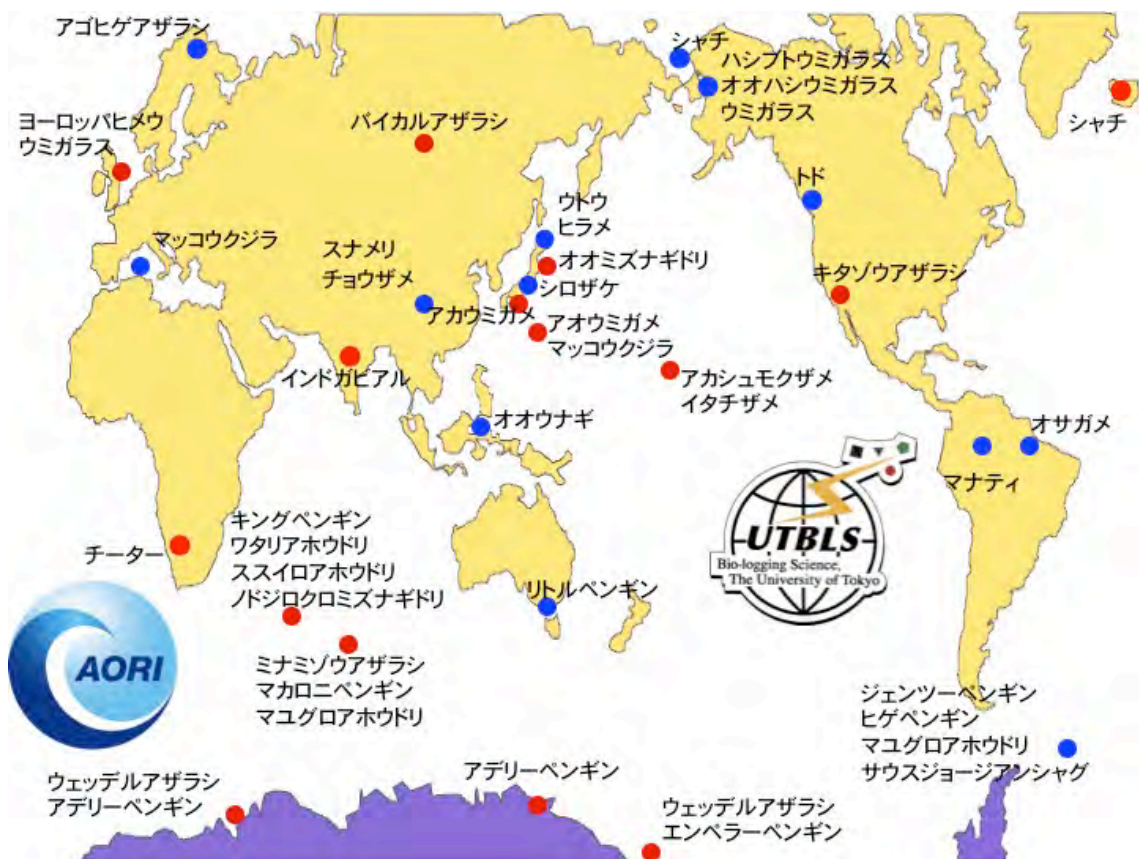 アゴヒゲアザラシ
シャチ
ハシブトウミガラス
オオハシウミガラス
ウミガラス
シャチ
ヨーロッパヒメウ
ウミガラス
バイカルアザラシ
トド
ウトウ
ヒラメ
マッコウクジラ
スナメリ
チョウザメ
オオミズナギドリ
キタゾウアザラシ
シロザケ
アカウミガメ
アオウミガメ
マッコウクジラ
インドガビアル
アカシュモクザメ
イタチザメ
オオウナギ
オサガメ
マナティ
UTBLS
Bio-logging Science,
The University of Tokyo
キングペンギン
ワタリアホウドリ
ススイロアホウドリ
ノドジロクロミズナギドリ
チーター
リトルペンギン
AORI
ミナミゾウアザラシ
マカロニペンギン
マユグロアホウドリ
ジェンツーペンギン
ヒゲペンギン
マユグロアホウドリ
サウスジョージアンシャグ
ウェッデルアザラシ
アデリーペンギン
アデリーペンギン
ウェッデルアザラシ
エンペラーペンギン